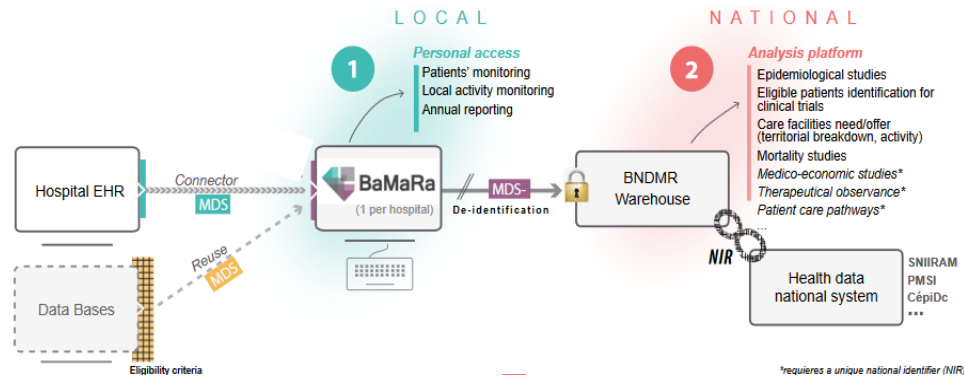 LOCAL
NATIONAL
1
Personal access
Patients' monitoring
Local activity monitoring
Annual reporting
2
Analysis platform
Epidemiological studies
Eligible patients identification for
clinical trials
Care facilities need/offer
(territorial breakdown, activity)
Mortality studies
Medico-economic studies*
Therapeutical observance*
Patient care pathways*
...
Hospital EHR
Connector
MDS
BaMaRa
(1 per hospital)
MDS-
De-identification
BNDMR
Warehouse
Reuse
MDS
Data Bases
Eligibility criteria
NIR
Health data
national system
SNIIRAM
PMSI
CépiDc
...
*requieres a unique national identifier (NIR)